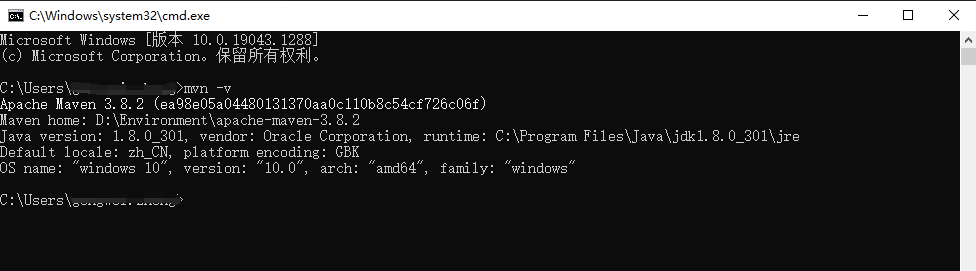 C:\Windows\system32\cmd.exe
Microsoft Windows [版本 10.0.19043.1288]
(c) Microsoft Corporation。保留所有权利。
C:\Users\ >mvn -v
Apache Maven 3.8.2 (ea98e05a04480131370aa0c110b8c54cf726c06f)
Maven home: D:\Environment\apache-maven-3.8.2
Java version: 1.8.0_301, vendor: Oracle Corporation, runtime: C:\Program Files\Java\jdk1.8.0_301\jre
Default locale: zh_CN, platform encoding: GBK
OS name: "windows 10", version: "10.0", arch: "amd64", family: "windows"
C:\Users\ >